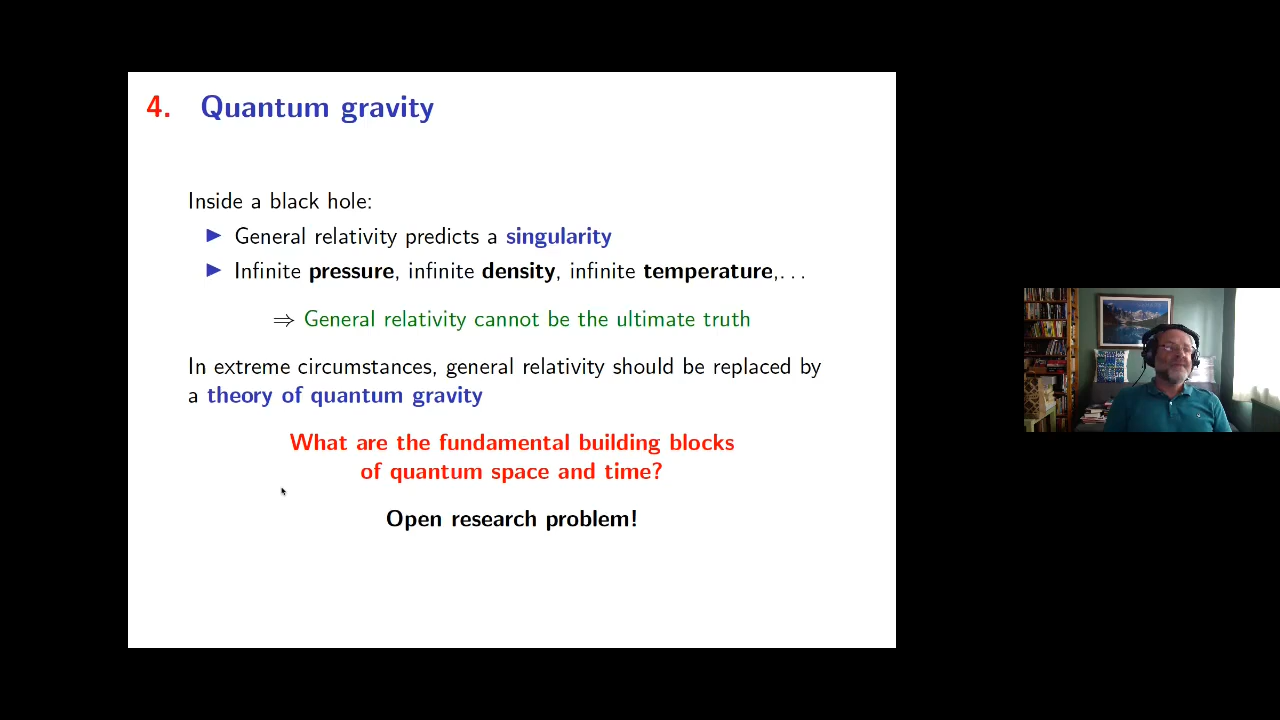 4. Quantum gravity
Inside a black hole:
▶ General relativity predicts a singularity
▶ Infinite pressure, infinite density, infinite temperature,...
⇒ General relativity cannot be the ultimate truth
In extreme circumstances, general relativity should be replaced by
a theory of quantum gravity
What are the fundamental building blocks
of quantum space and time?
Open research problem!